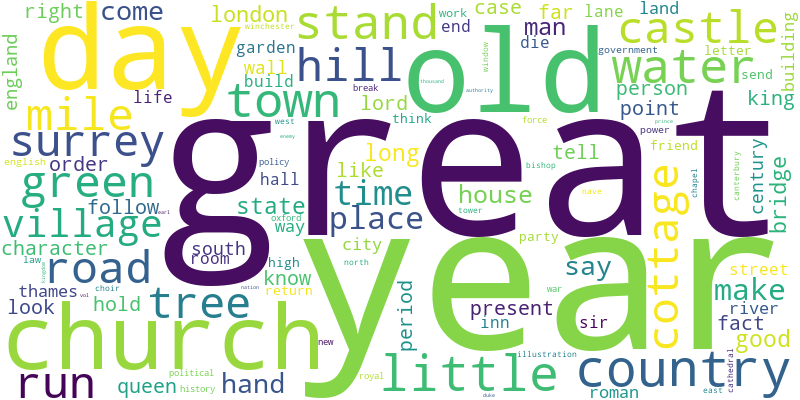 right come london stand case far lane land castle
england day garden work end man die government building
winchester wall hill old window letter water
mile life build town lord thousand person send
surrey great break authority point king
english order west think force power prince
green hall policy like long tell enemy friend century
village follow state time house bishop canterbury
character south oxford way place nave chapel bridge
room city tower cottage
law road high know north say party street
thames tree return period war year make
look hold choir nation present river
church vol inn sir fact
new good
run queen political history hand royal little illustration country roman cathedral
duke east
earl